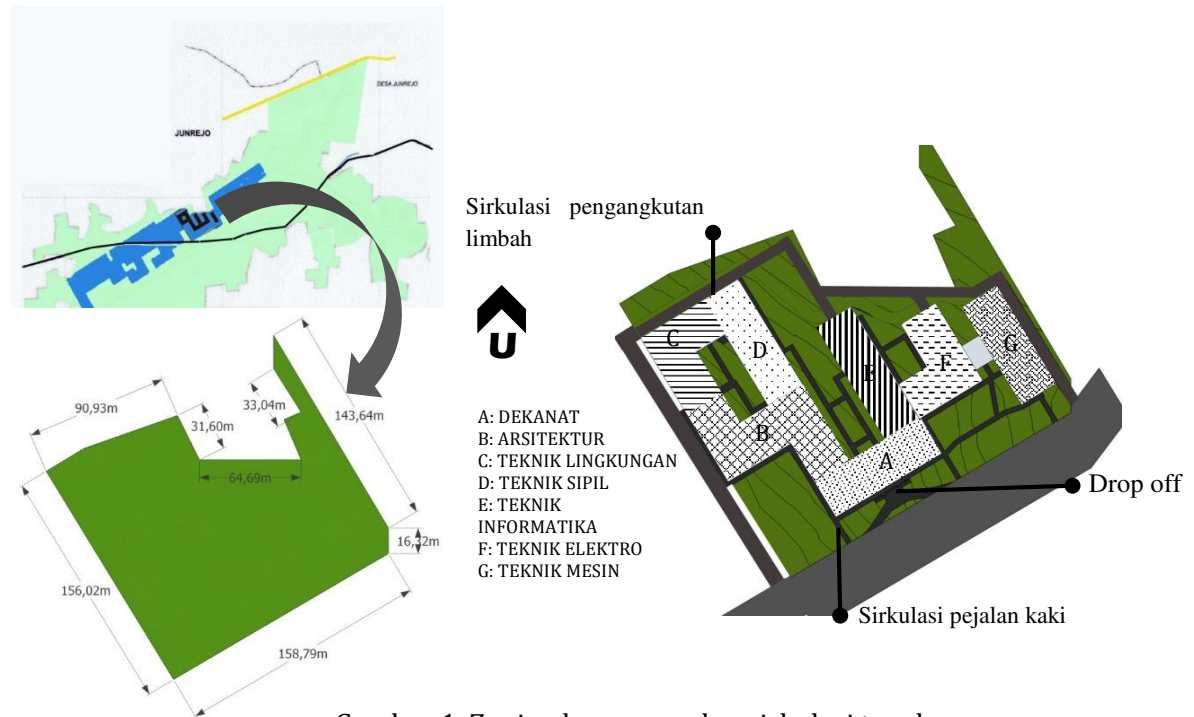 DESA JUNREJO
JUNREJO
Sirkulasi pengangkutan
limbah
U
A: DEKANAT
B: ARSITEKTUR
C: TEKNIK LINGKUNGAN
D: TEKNIK SIPIL
E: TEKNIK
INFORMATIKA
F: TEKNIK ELEKTRO
G: TEKNIK MESIN
90,93m
31,60m
33,04m
143,64m
64,69m
16,32m
156,02m
158,79m
C
D
E
F
G
B
A
Drop off
Sirkulasi pejalan kaki